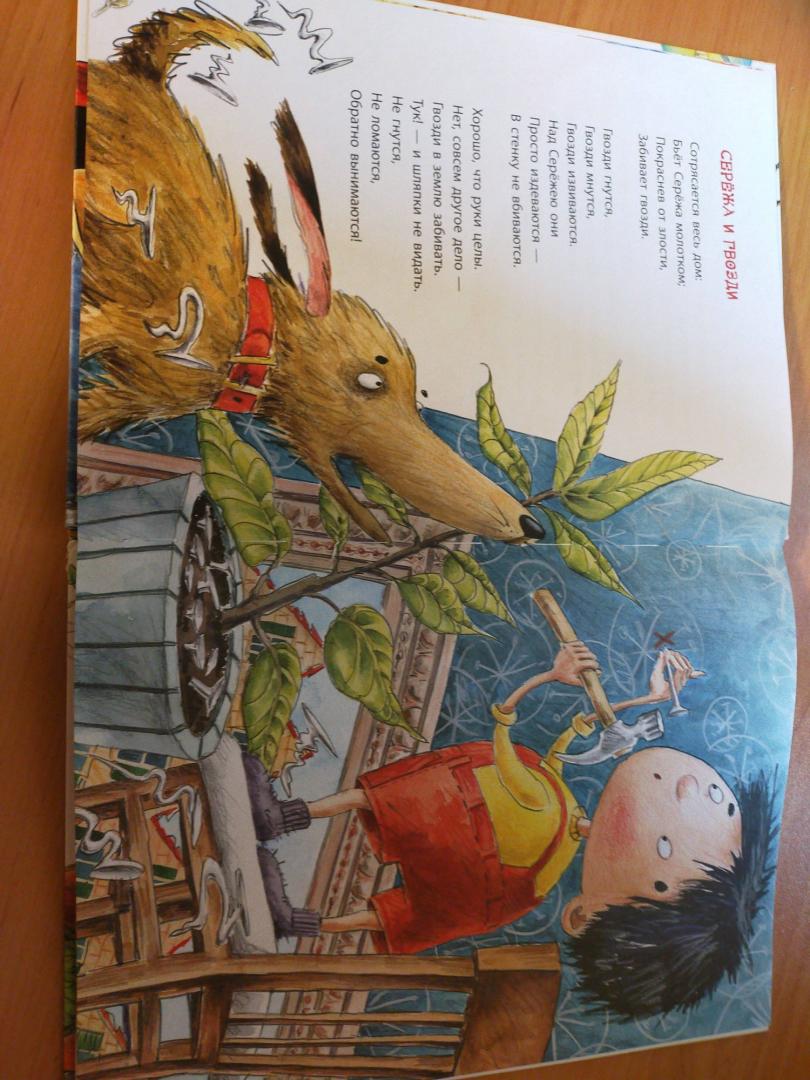 СЕРЁЖА И ГВОЗДИ
Сотрясается весь дом:
Бьёт Серёжа молотком;
Покраснев от злости,
Забивает гвозди.
Гвозди гнутся,
Гвозди мнутся,
Гвозди извиваются.
Над Серёжею они
Просто издеваются —
В стенку не вбиваются.
Хорошо, что руки целы.
Нет, совсем другое дело —
Гвозди в землю забивать.
Тук! — и шляпки не видать.
Не гнутся,
Не ломаются,
Обратно вынимаются!